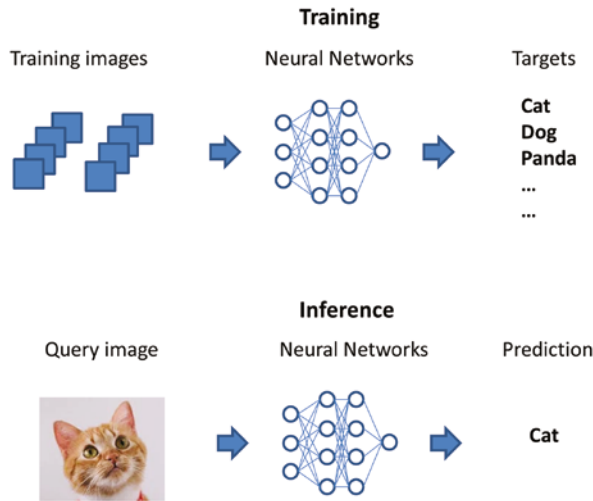 Training
Training images
Neural Networks
Targets
Cat
Dog
Panda
...
...
Inference
Query image
Neural Networks
Prediction
Cat